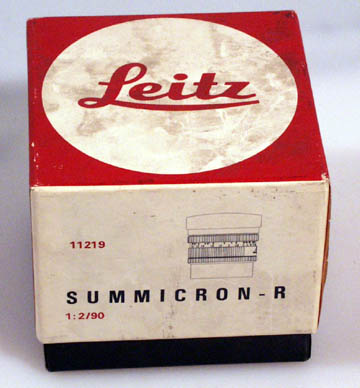 Leitz
11219
SUMMICRON-R
1:2/90